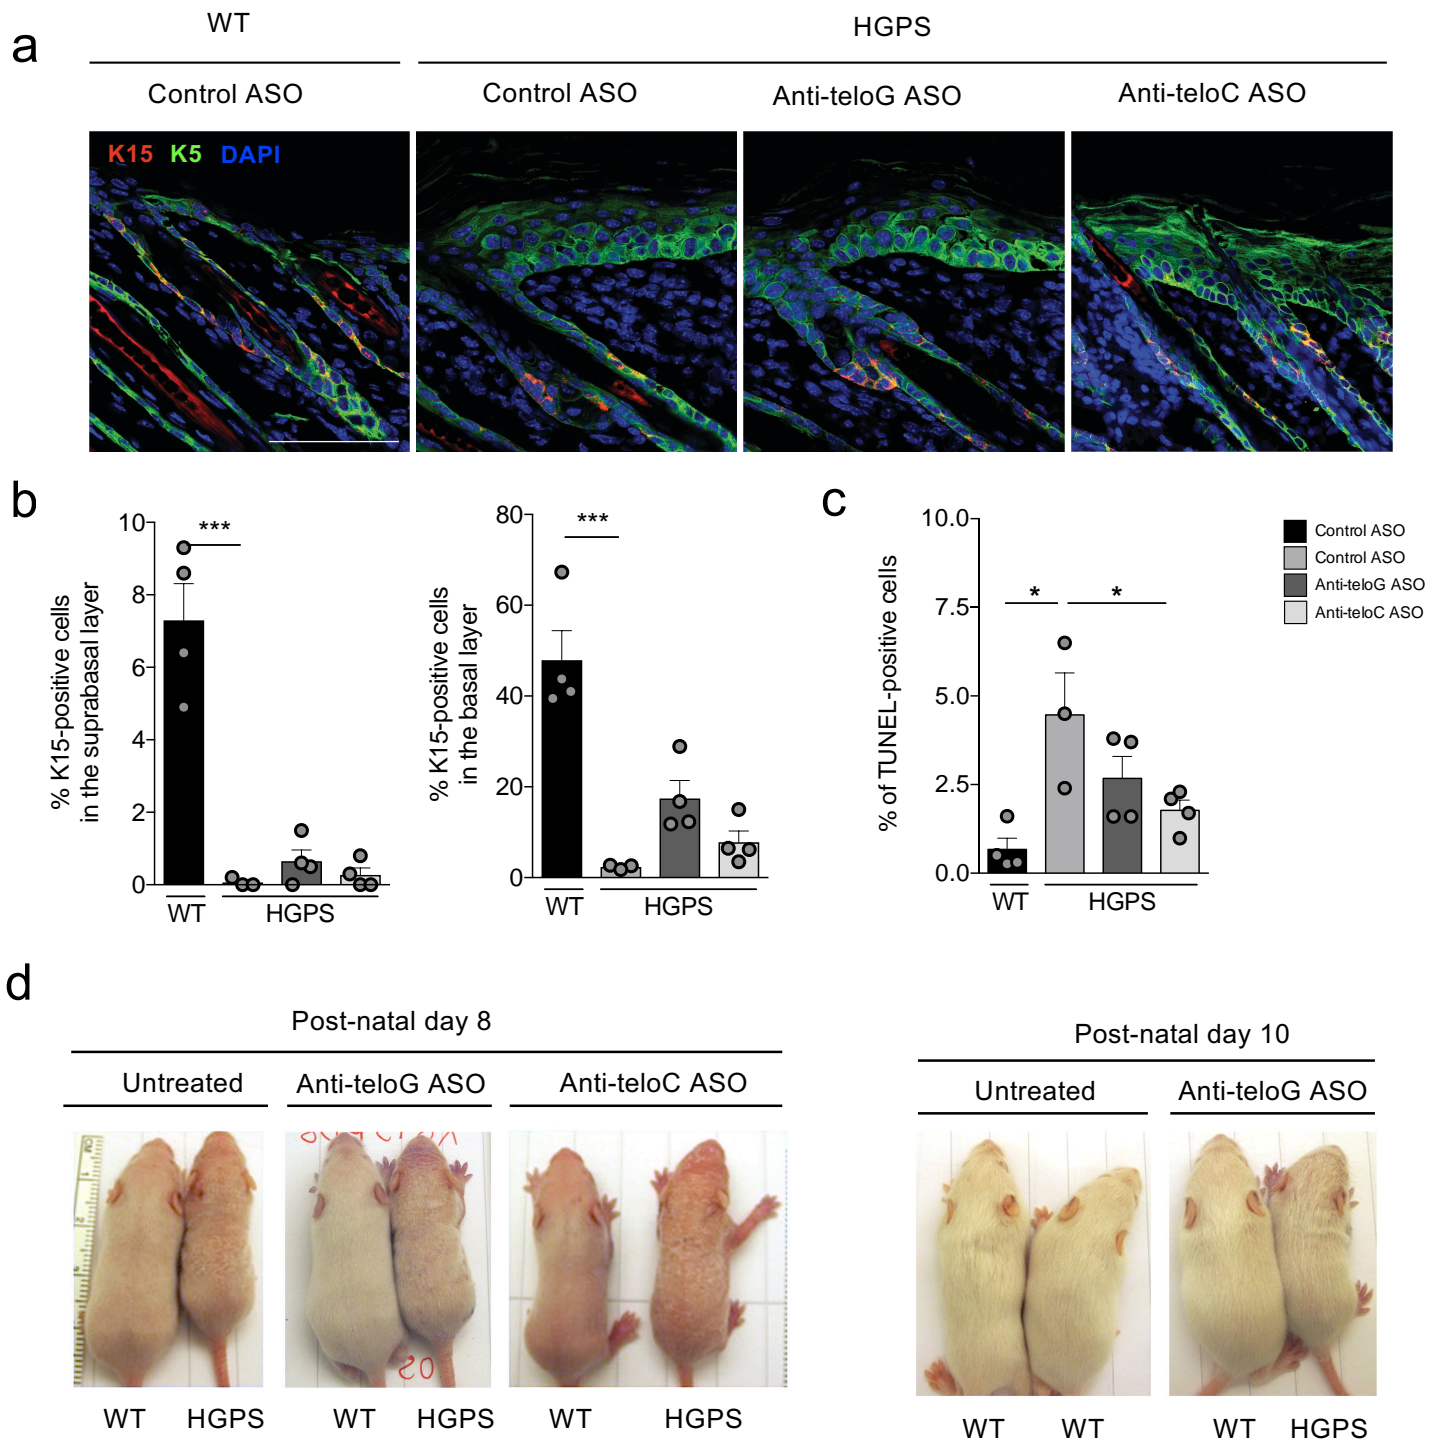 a
WT
HGPS
Control ASO
Control ASO
Anti-teloG ASO
Anti-teloC ASO
K15 K5 DAPI
b
% K15-positive cells
in the suprabasal layer
10
8
6
4
2
0
***
WT
HGPS
% K15-positive cells
in the basal layer
80
60
40
20
0
***
WT
HGPS
c
% of TUNEL-positive cells
10.0
7.5
5.0
2.5
0.0
*
*
WT
HGPS
Control ASO
Control ASO
Anti-teloG ASO
Anti-teloC ASO
d
Post-natal day 8
Untreated
Anti-teloG ASO
Anti-teloC ASO
WT
HGPS
WT
HGPS
WT
HGPS
Post-natal day 10
Untreated
Anti-teloG ASO
WT
WT
WT
HGPS